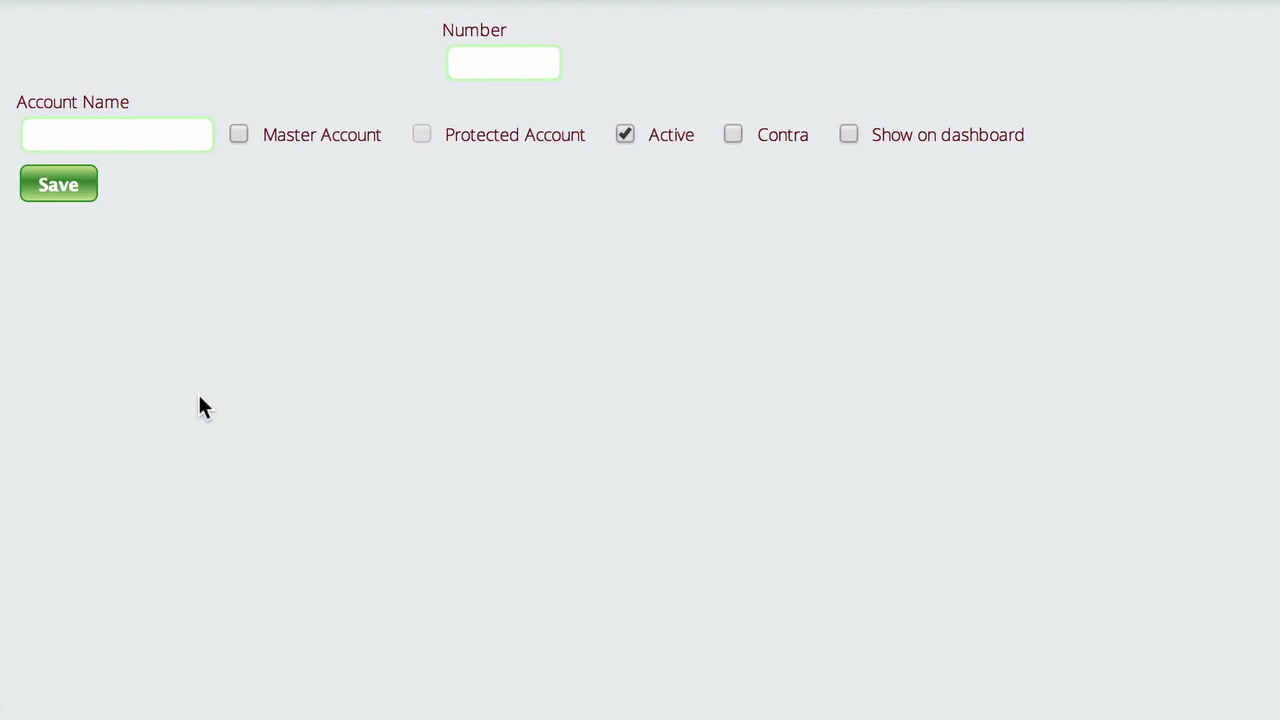 Number
Account Name
Master Account Protected Account Active Contra Show on dashboard
Save